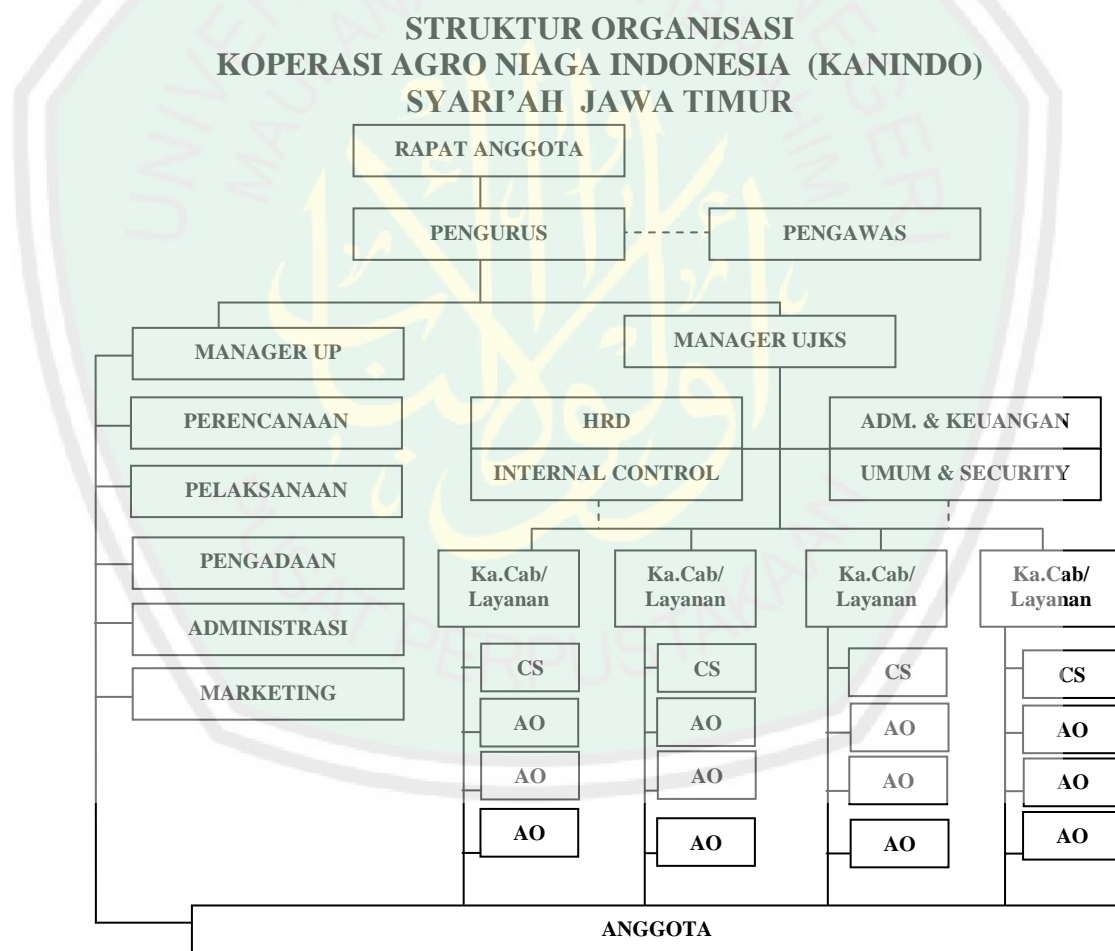 STRUKTUR ORGANISASI
KOPERASI AGRO NIAGA INDONESIA (KANINDO)
SYARI'AH JAWA TIMUR
RAPAT ANGGOTA
PENGURUS
PENGAWAS
MANAGER UP
MANAGER UJKS
PERENCANAAN
HRD
ADM. & KEUANGAN
PELAKSANAAN
INTERNAL CONTROL
UMUM & SECURITY
PENGADAAN
ADMINISTRASI
MARKETING
Ka.Cab/
Layanan
Ka.Cab/
Layanan
Ka.Cab/
Layanan
Ka.Cab/
Layanan
CS
CS
CS
CS
AO
AO
AO
AO
AO
AO
AO
AO
AO
AO
AO
AO
ANGGOTA
PUSAT PERPUSTAKAAN